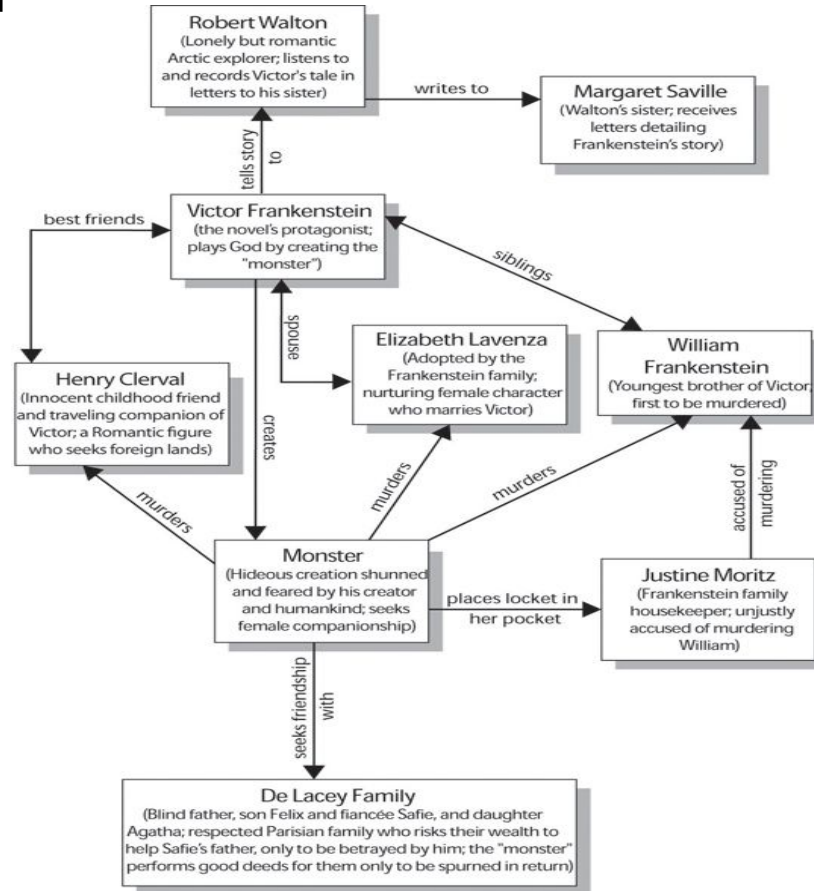 Robert Walton
(Lonely but romantic
Arctic explorer; listens to
and records Victor's tale in
letters to his sister)
writes to
Margaret Saville
(Walton's sister; receives
letters detailing
Frankenstein's story)
tells story
to
best friends
Victor Frankenstein
(the novel's protagonist;
plays God by creating the
"monster")
siblings
spouse
Elizabeth Lavenza
(Adopted by the
Frankenstein family;
nurturing female character
who marries Victor)
William
Frankenstein
(Youngest brother of Victor;
first to be murdered)
Henry Clerval
(Innocent childhood friend
and traveling companion of
Victor; a Romantic figure
who seeks foreign lands)
creates
murders
murders
murders
accused of
murdering
Monster
(Hideous creation shunned
and feared by his creator
and humankind; seeks
female companionship)
places locket in
her pocket
Justine Moritz
(Frankenstein family
housekeeper; unjustly
accused of murdering
William)
seeks friendship
with
De Lacey Family
(Blind father, son Felix and fiancée Safie, and daughter
Agatha; respected Parisian family who risks their wealth to
help Safie's father, only to be betrayed by him; the "monster"
performs good deeds for them only to be spurned in return)